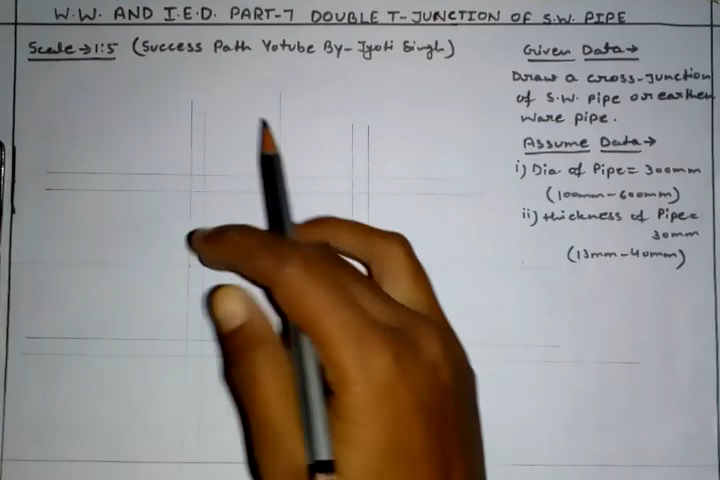 W.W. AND I.E.D. PART-7 DOUBLE T-JUNCTION OF S.W. PIPE
Scale → 1:5 (Success Path Yotube By- Jyoti Singh)
Given Data →
Draw a cross-junction
of S.W. pipe or earthen
ware pipe.
Assume Data →
i) Dia of Pipe = 300mm
(100mm-600mm)
ii) thickness of Pipe =
30mm
(13mm-40mm)